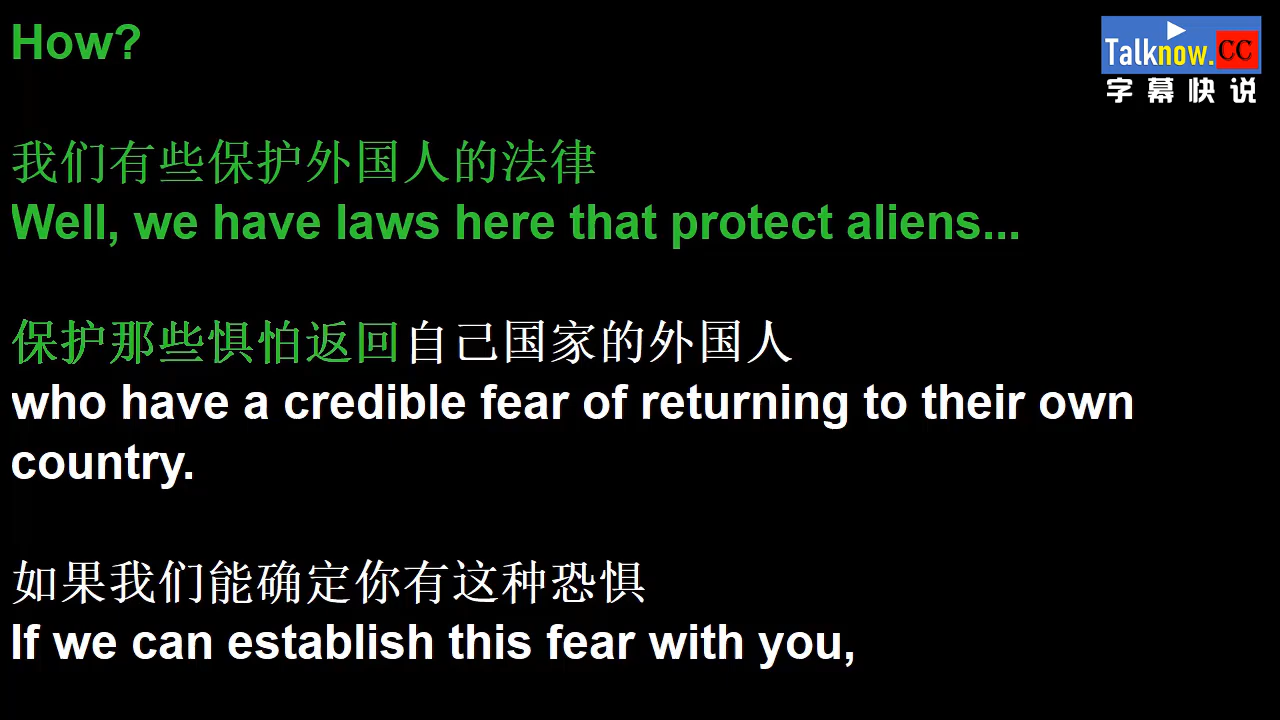 How?
Talknow.CC
字幕快说
我们有些保护外国人的法律
Well, we have laws here that protect aliens...
保护那些惧怕返回自己国家的外国人
who have a credible fear of returning to their own
country.
如果我们能确定你有这种恐惧
If we can establish this fear with you,